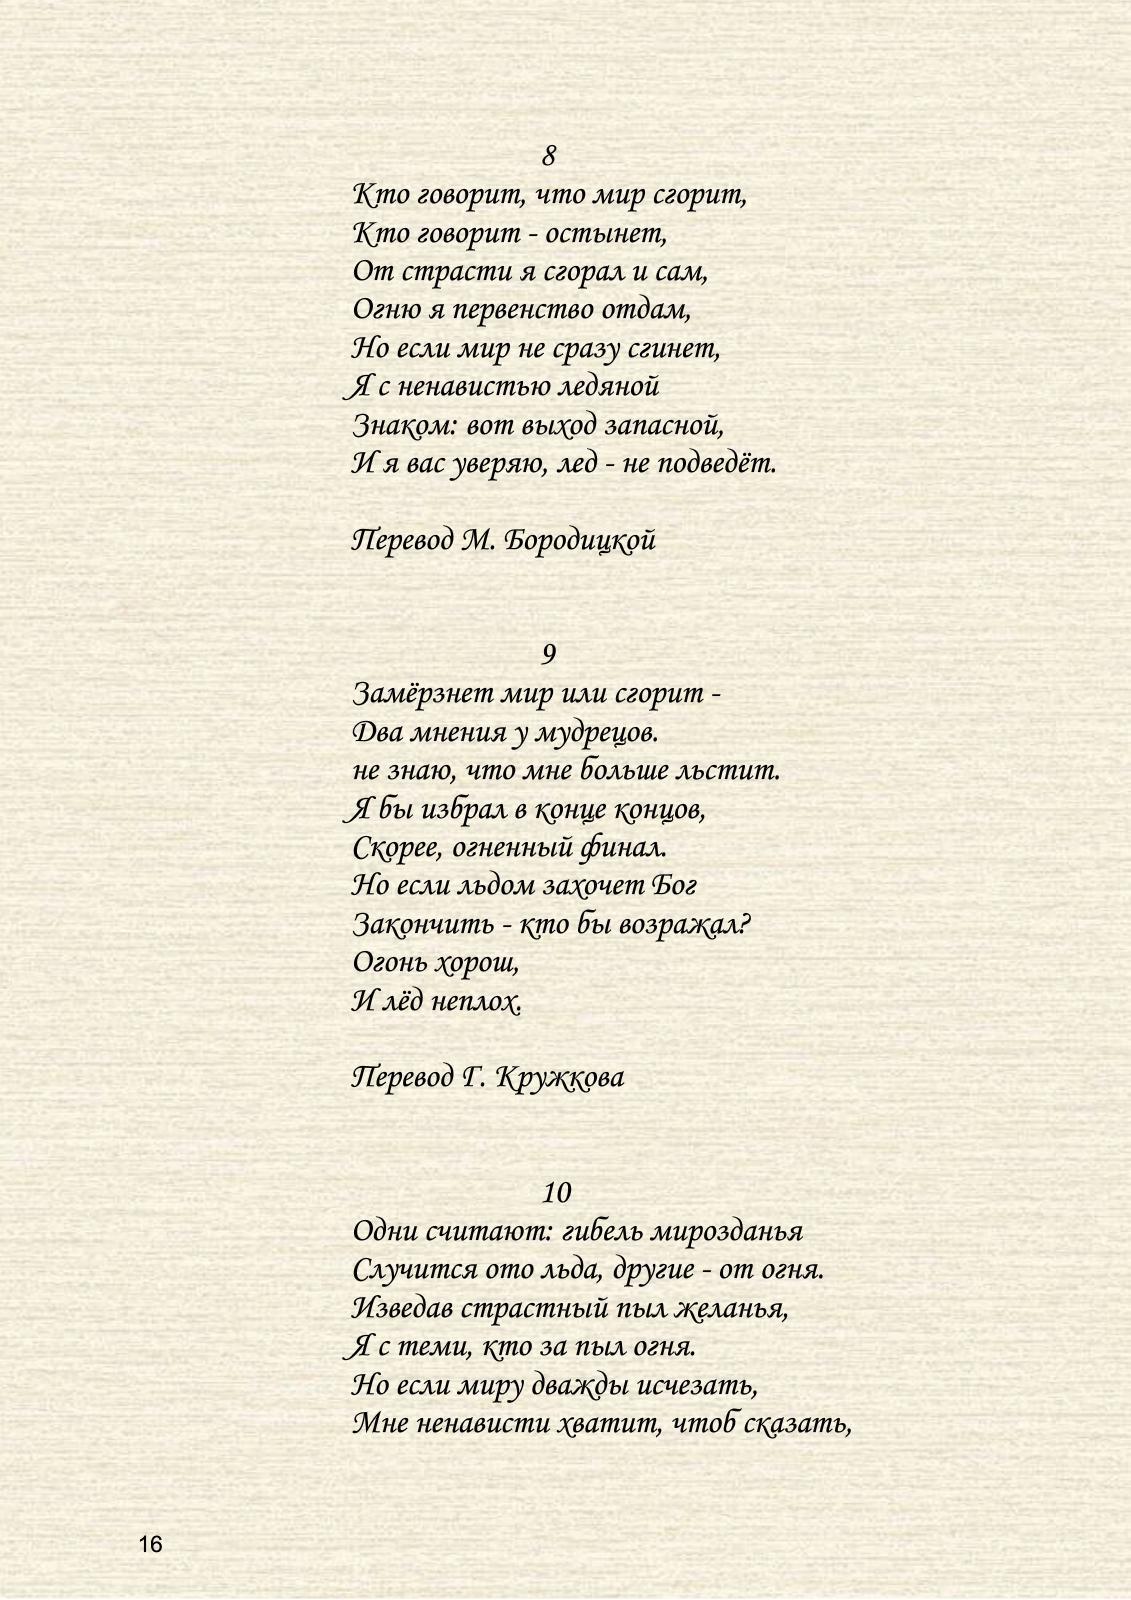 8
Кто говорит, что мир сгорит,
Кто говорит - остынет,
От страсти я сгорал и сам,
Огню я первенство отдам,
Но если мир не сразу сгинет,
Я с ненавистью ледяной
Знаком: вот выход запасной,
И я вас уверяю, лед - не подведёт.
Перевод М. Бородицкой
9
Замёрзнет мир или сгорит -
Два мнения у мудрецов.
не знаю, что мне больше льстит.
Я бы избрал в конце концов,
Скорее, огненный финал.
Но если льдом захочет Бог
Закончить - кто бы возражал?
Огонь хорош,
И лёд неплох.
Перевод Г. Кружкова
10
Одни считают: гибель мирозданья
Случится ото льда, другие - от огня.
Изведав страстный пыл желанья,
Я с теми, кто за пыл огня.
Но если миру дважды исчезать,
Мне ненависти хватит, чтоб сказать,
16